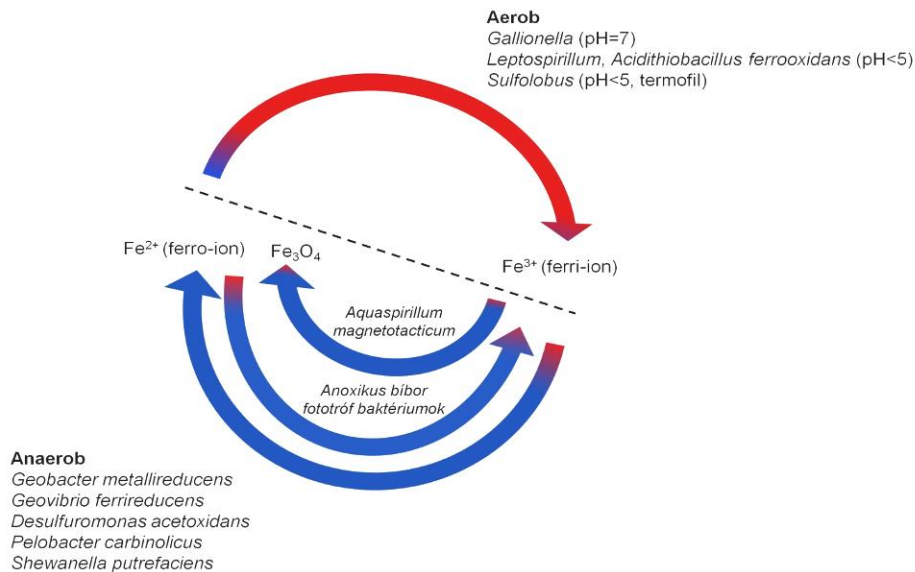 Aerob
Gallionella (pH=7)
Leptospirillum, Acidithiobacillus ferrooxidans (pH<5)
Sulfolobus (pH<5, termofil)
Fe²⁺ (ferro-ion)
Fe₃O₄
Fe³⁺ (ferri-ion)
Aquaspirillum
magnetotacticum
Anoxikus bíbor
fototróf baktériumok
Anaerob
Geobacter metallireducens
Geovibrio ferrireducens
Desulfuromonas acetoxidans
Pelobacter carbinolicus
Shewanella putrefaciens